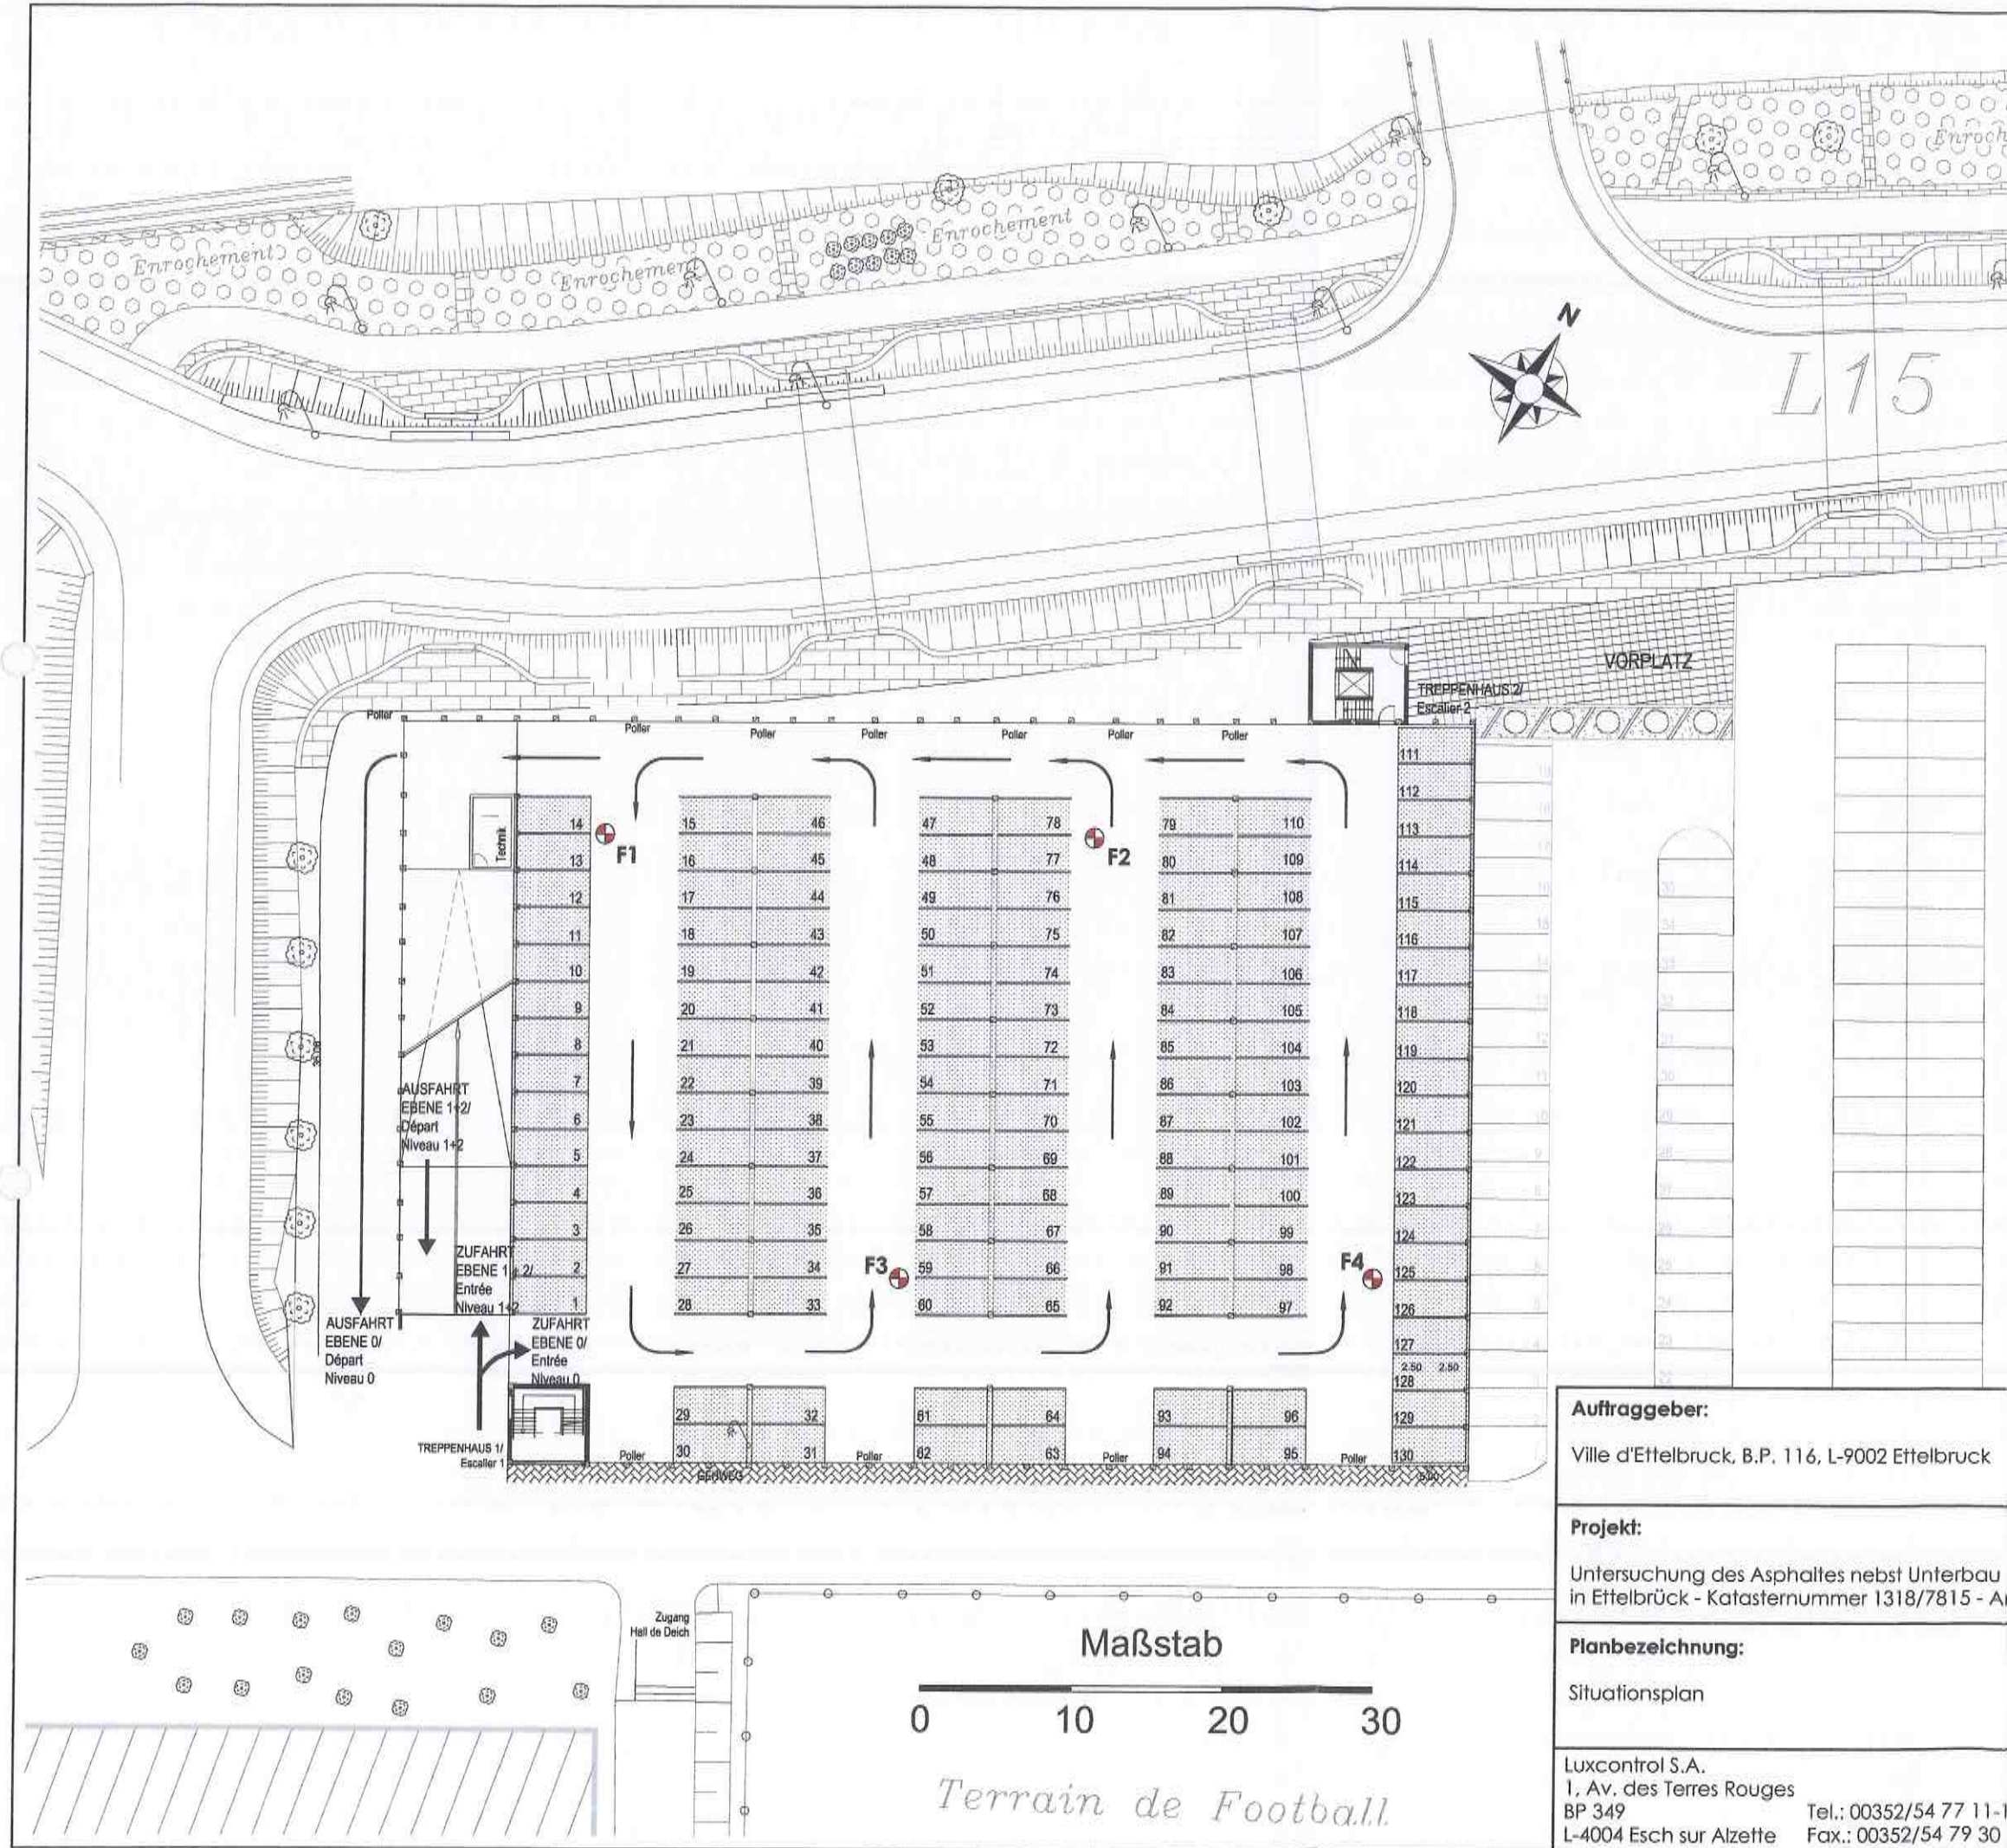 Enrochement
Enrochement
Enrochement
N
L15
VORPLATZ
TREPPENHAUS 2/
Escalier 2
Poller
Poller
Poller
Poller
Poller
Poller
Poller
Technik
F1
F2
F3
F4
14
13
12
11
10
9
8
7
6
5
4
3
2
1
15 46
16 45
17 44
18 43
19 42
20 41
21 40
22 39
23 38
24 37
25 36
26 35
27 34
28 33
29 32
30 31
47 78
48 77
49 76
50 75
51 74
52 73
53 72
54 71
55 70
56 69
57 68
58 67
59 66
60 65
61 64
62 63
79 110
80 109
81 108
82 107
83 106
84 105
85 104
86 103
87 102
88 101
89 100
90 99
91 98
92 97
93 96
94 95
111
112
113
114
115
116
117
118
119
120
121
122
123
124
125
126
127
2.50 2.50
128
129
130
AUSFAHRT
EBENE 1+2/
Départ
Niveau 1+2
ZUFAHRT
EBENE 1+2/
Entrée
Niveau 1+2
AUSFAHRT
EBENE 0/
Départ
Niveau 0
ZUFAHRT
EBENE 0/
Entrée
Niveau 0
TREPPENHAUS 1/
Escalier 1
Poller
Poller
Poller
Poller
GEHWEG
Zugang
Hall de Deich
Maßstab
0 10 20 30
Terrain de Football
Auftraggeber:
Ville d'Ettelbruck, B.P. 116, L-9002 Ettelbruck
Projekt:
Untersuchung des Asphaltes nebst Unterbau
in Ettelbrück - Katasternummer 1318/7815 -
Planbezeichnung:
Situationsplan
Luxcontrol S.A.
1, Av. des Terres Rouges
BP 349 Tel.: 00352/54 77 11-1
L-4004 Esch sur Alzette Fax.: 00352/54 79 30